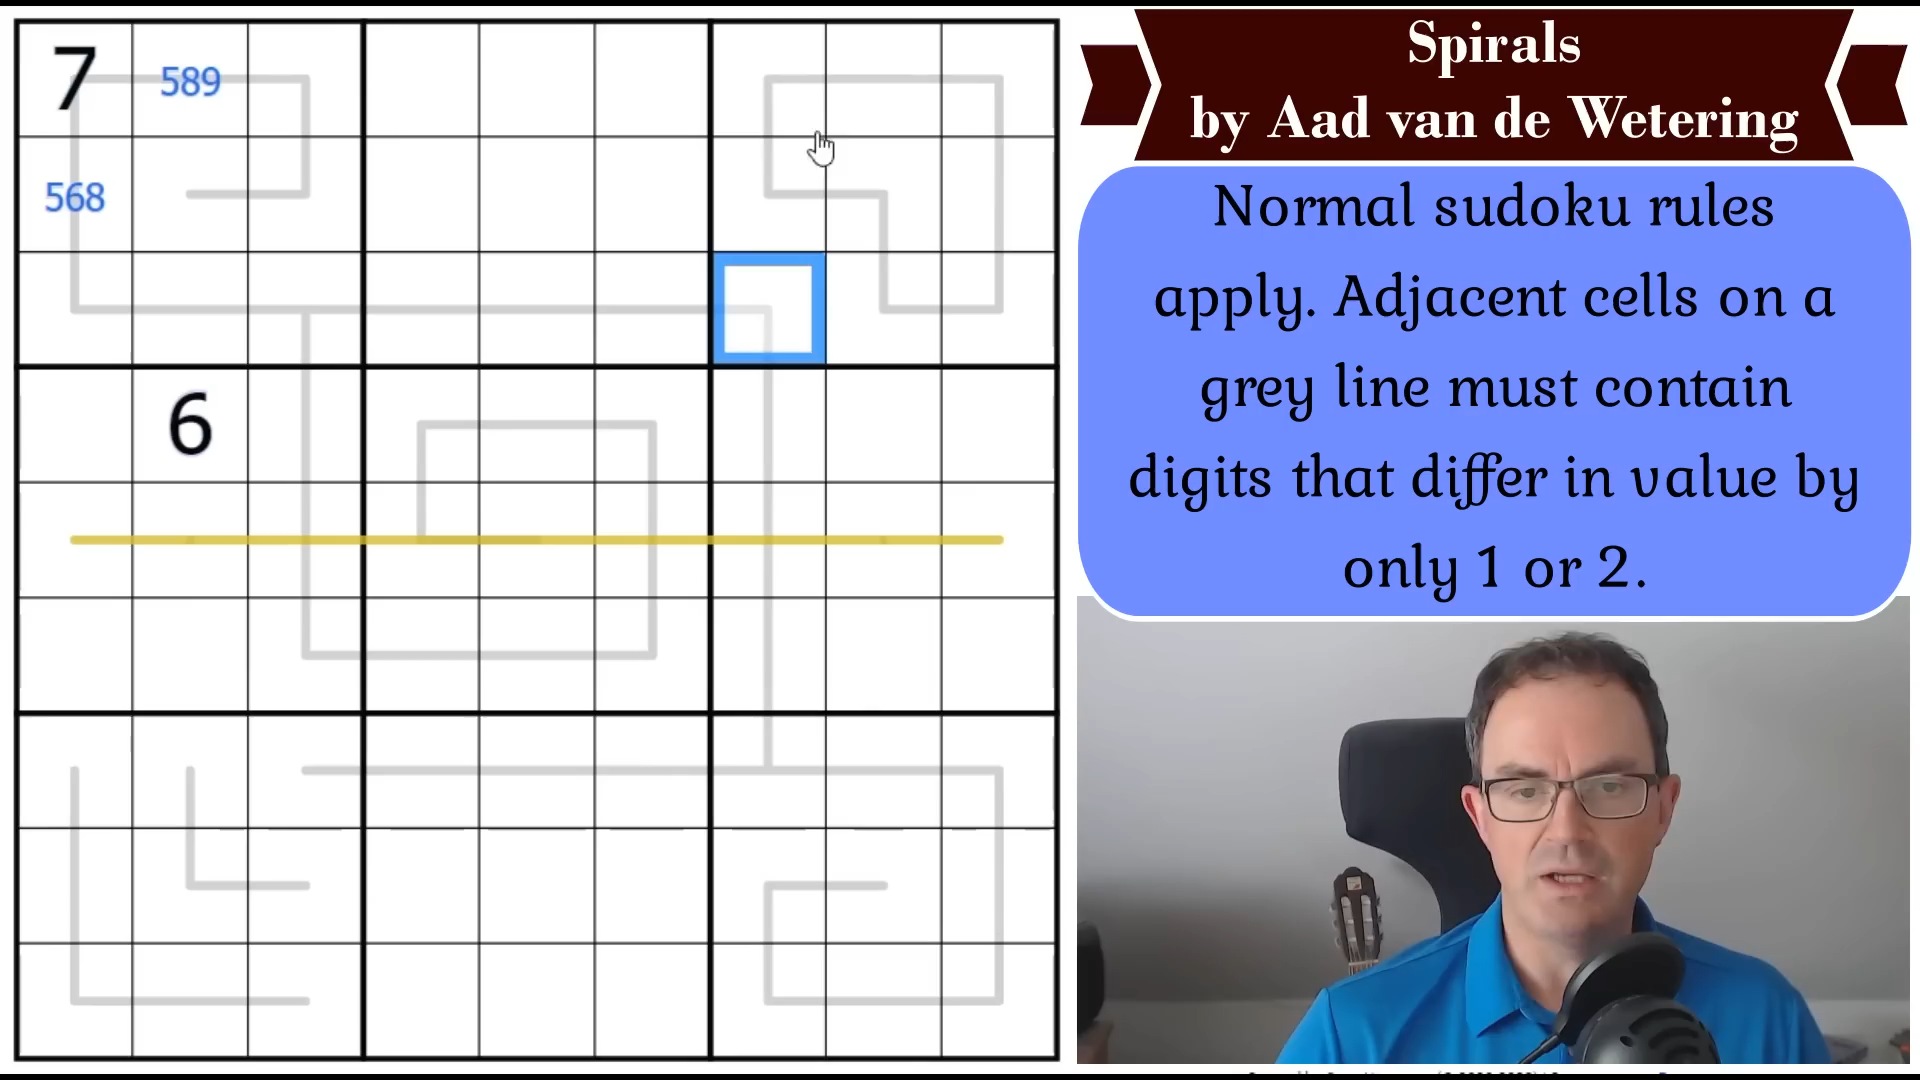 Spirals
by Aad van de Wetering
7
589
568
6
Normal sudoku rules
apply. Adjacent cells on a
grey line must contain
digits that differ in value by
only 1 or 2.